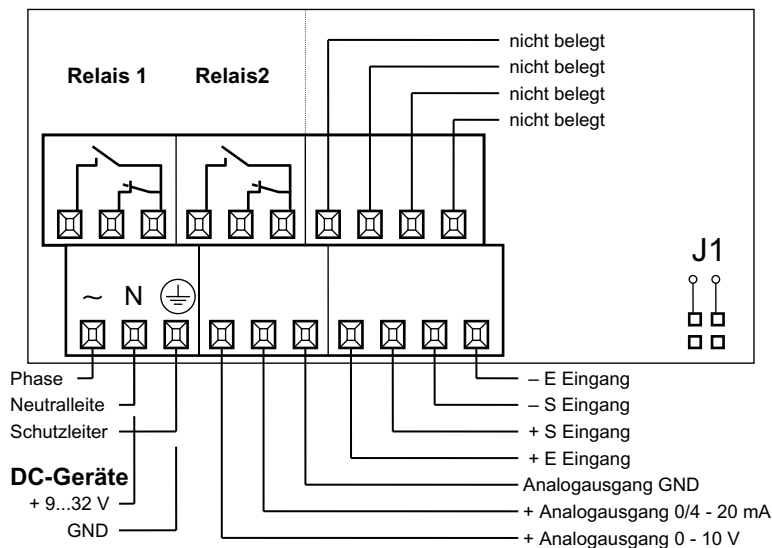 nicht belegt
Relais 1 Relais2 nicht belegt
nicht belegt
nicht belegt
J1
~ N
Phase
Neutralleite
Schutzleiter
DC-Geräte
+ 9...32 V
GND
– E Eingang
– S Eingang
+ S Eingang
+ E Eingang
Analogausgang GND
+ Analogausgang 0/4 - 20 mA
+ Analogausgang 0 - 10 V